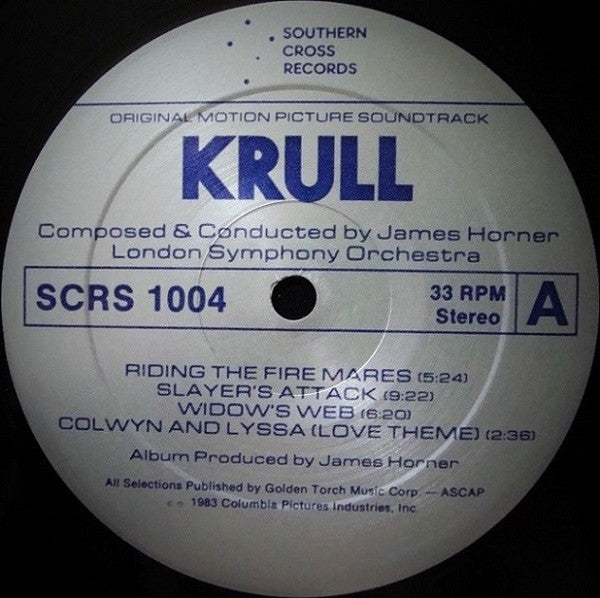 SOUTHERN
CROSS
RECORDS
ORIGINAL MOTION PICTURE SOUNDTRACK
KRULL
Composed & Conducted by James Horner
London Symphony Orchestra
SCRS 1004
33 RPM
Stereo
A
RIDING THE FIRE MARES (5:24)
SLAYER'S ATTACK (9:22)
WIDOW'S WEB (6:20)
COLWYN AND LYSSA (LOVE THEME) (2:36)
Album Produced by James Horner
All Selections Published by Golden Torch Music Corp. — ASCAP
© ℗ 1983 Columbia Pictures Industries, Inc.